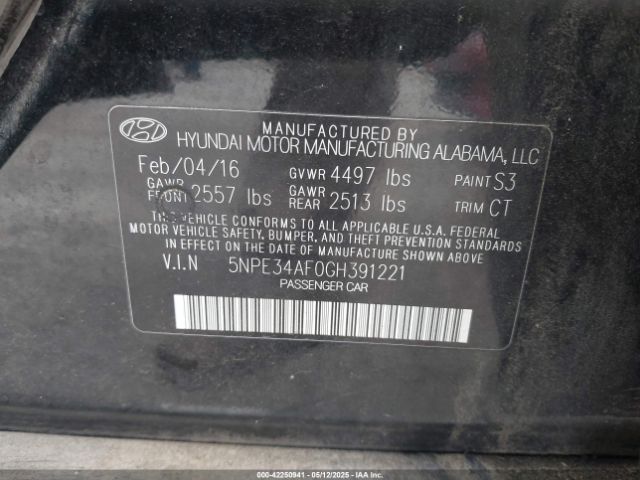 MANUFACTURED BY
HYUNDAI MOTOR MANUFACTURING ALABAMA, LLC
Feb/04/16 GVWR 4497 lbs PAINT S3
GAWR FRONT 2557 lbs GAWR REAR 2513 lbs TRIM CT
THIS VEHICLE CONFORMS TO ALL APPLICABLE U.S.A. FEDERAL
MOTOR VEHICLE SAFETY, BUMPER, AND THEFT PREVENTION STANDARDS
IN EFFECT ON THE DATE OF MANUFACTURE SHOWN ABOVE.
V.I.N 5NPE34AF0GH391221
PASSENGER CAR
000-42250941 - 05/12/2025 - IAAI.COM